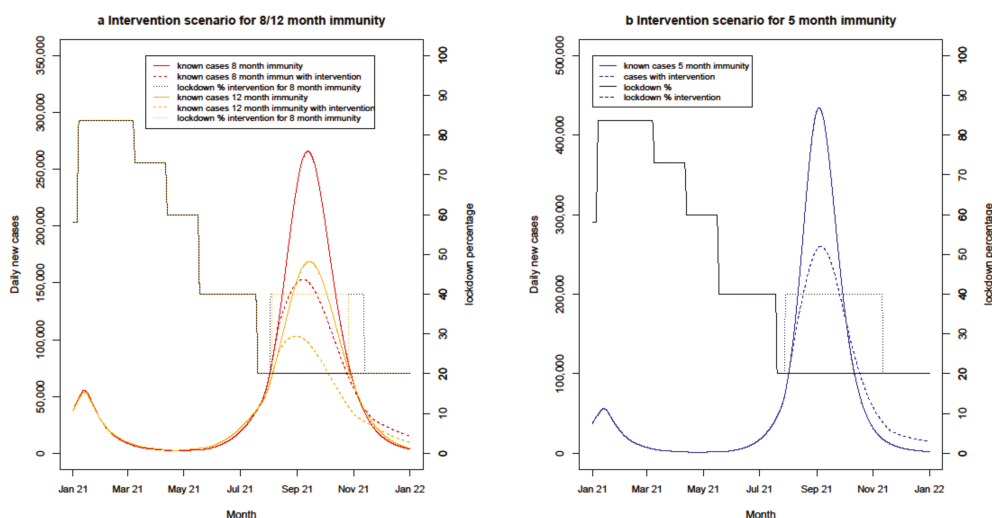 a Intervention scenario for 8/12 month immunity
350,000
300,000
250,000
200,000
150,000
100,000
50,000
0
Daily new cases
known cases 8 month immunity
known cases 8 month immun with intervention
lockdown % intervention for 8 month immunity
known cases 12 month immunity
known cases 12 month immunity with intervention
lockdown % intervention for 8 month immunity
100
90
80
70
60
50
40
30
20
10
0
lockdown percentage
Jan 21 Mar 21 May 21 Jul 21 Sep 21 Nov 21 Jan 22
Month
b Intervention scenario for 5 month immunity
500,000
400,000
300,000
200,000
100,000
0
Daily new cases
known cases 5 month immunity
cases with intervention
lockdown %
lockdown % intervention
100
90
80
70
60
50
40
30
20
10
0
lockdown percentage
Jan 21 Mar 21 May 21 Jul 21 Sep 21 Nov 21 Jan 22
Month